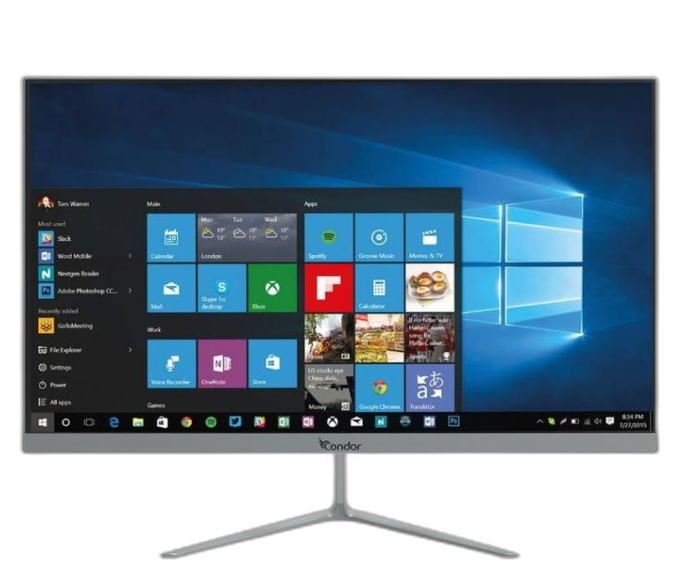 Tom Warren
Main
Apps
Most used
Slack
Word Mobile
Nextgen Reader
Adobe Photoshop CC...
Recently added
GoToMeeting
File Explorer
Settings
Power
All apps
Calendar
Mon Tue Wed
London
Spotify
Groove Music
Movies & TV
Mail
Skype for
desktop
Xbox
Calculator
Work
Voice Recorder
OneNote
Store
Sports
US stocks eye
China slide,
Money
Google Chrome
Translator
Games
8:34 PM
7/27/2015
Condor